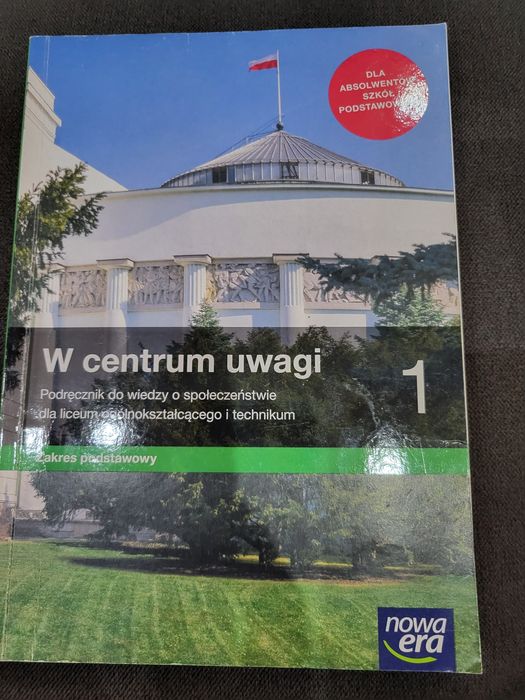 DLA
ABSOLWENTÓW
SZKÓŁ
PODSTAWOWYCH
W centrum uwagi
1
Podręcznik do wiedzy o społeczeństwie
dla liceum ogólnokształcącego i technikum
Zakres podstawowy
nowa
era